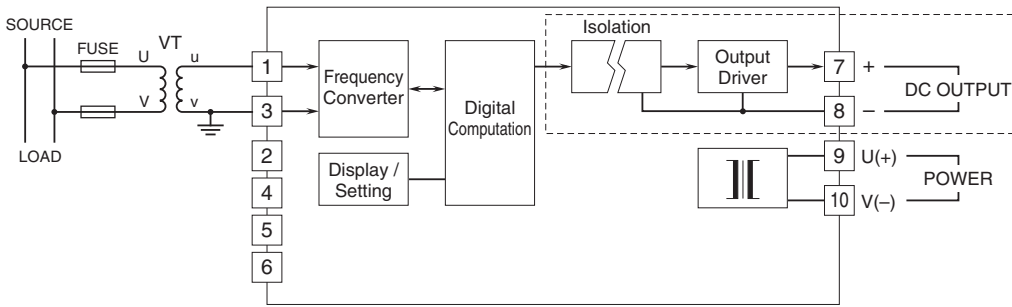 SOURCE
FUSE
VT
U
u
V
v
LOAD
1
3
2
4
5
6
Frequency
Converter
Display /
Setting
Digital
Computation
Isolation
Output
Driver
7
+
8
–
DC OUTPUT
9
U(+)
10
V(–)
POWER